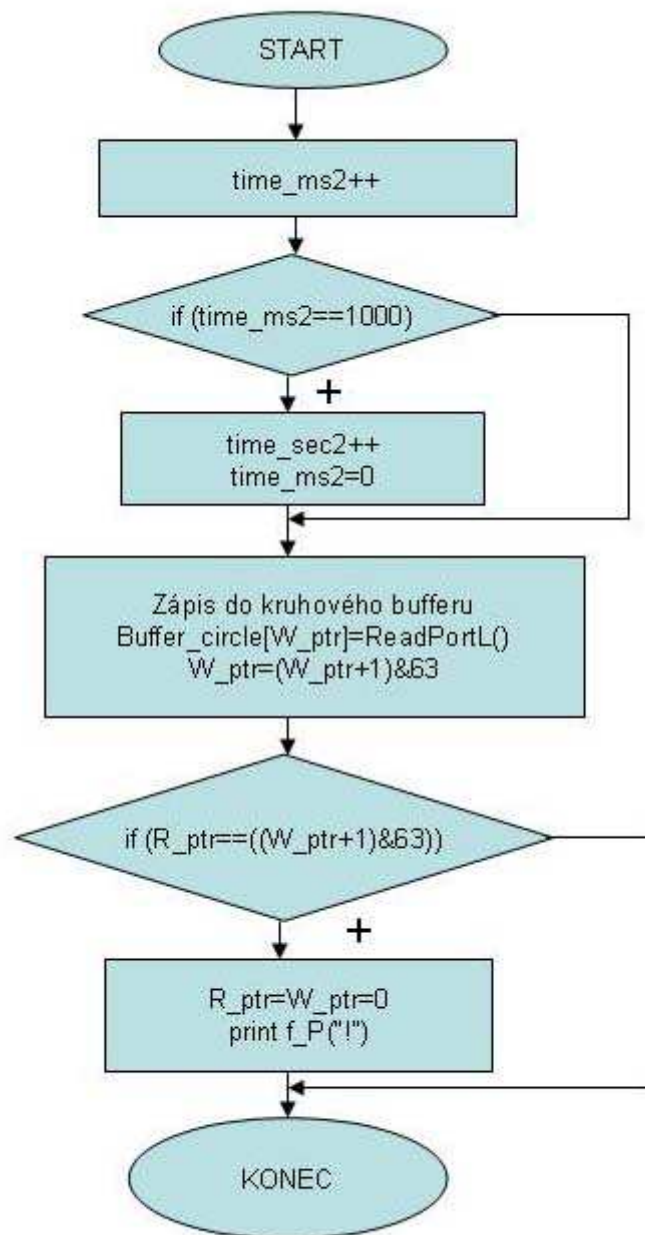 START
time_ms2++
if (time_ms2==1000)
+
time_sec2++
time_ms2=0
Zápis do kruhového bufferu
Buffer_circle[W_ptr]=ReadPortL()
W_ptr=(W_ptr+1)&63
if (R_ptr==((W_ptr+1)&63))
+
R_ptr=W_ptr=0
print f_P("!")
KONEC